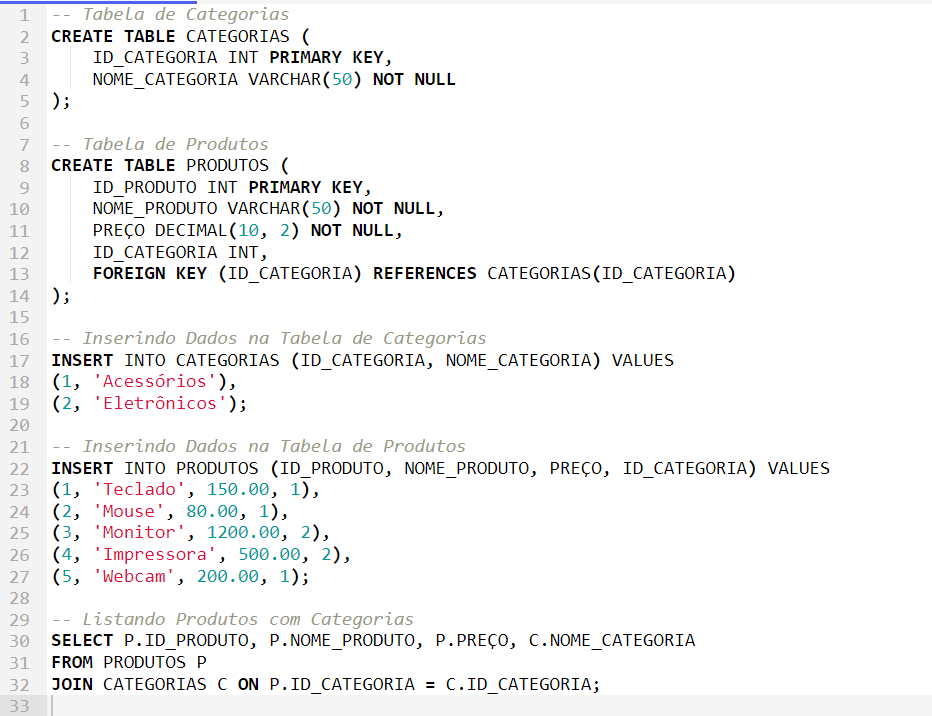 1 -- Tabela de Categorias
2 CREATE TABLE CATEGORIAS (
3     ID_CATEGORIA INT PRIMARY KEY,
4     NOME_CATEGORIA VARCHAR(50) NOT NULL
5 );
6
7 -- Tabela de Produtos
8 CREATE TABLE PRODUTOS (
9     ID_PRODUTO INT PRIMARY KEY,
10     NOME_PRODUTO VARCHAR(50) NOT NULL,
11     PREÇO DECIMAL(10, 2) NOT NULL,
12     ID_CATEGORIA INT,
13     FOREIGN KEY (ID_CATEGORIA) REFERENCES CATEGORIAS(ID_CATEGORIA)
14 );
15
16 -- Inserindo Dados na Tabela de Categorias
17 INSERT INTO CATEGORIAS (ID_CATEGORIA, NOME_CATEGORIA) VALUES
18 (1, 'Acessórios'),
19 (2, 'Eletrônicos');
20
21 -- Inserindo Dados na Tabela de Produtos
22 INSERT INTO PRODUTOS (ID_PRODUTO, NOME_PRODUTO, PREÇO, ID_CATEGORIA) VALUES
23 (1, 'Teclado', 150.00, 1),
24 (2, 'Mouse', 80.00, 1),
25 (3, 'Monitor', 1200.00, 2),
26 (4, 'Impressora', 500.00, 2),
27 (5, 'Webcam', 200.00, 1);
28
29 -- Listando Produtos com Categorias
30 SELECT P.ID_PRODUTO, P.NOME_PRODUTO, P.PREÇO, C.NOME_CATEGORIA
31 FROM PRODUTOS P
32 JOIN CATEGORIAS C ON P.ID_CATEGORIA = C.ID_CATEGORIA;
33